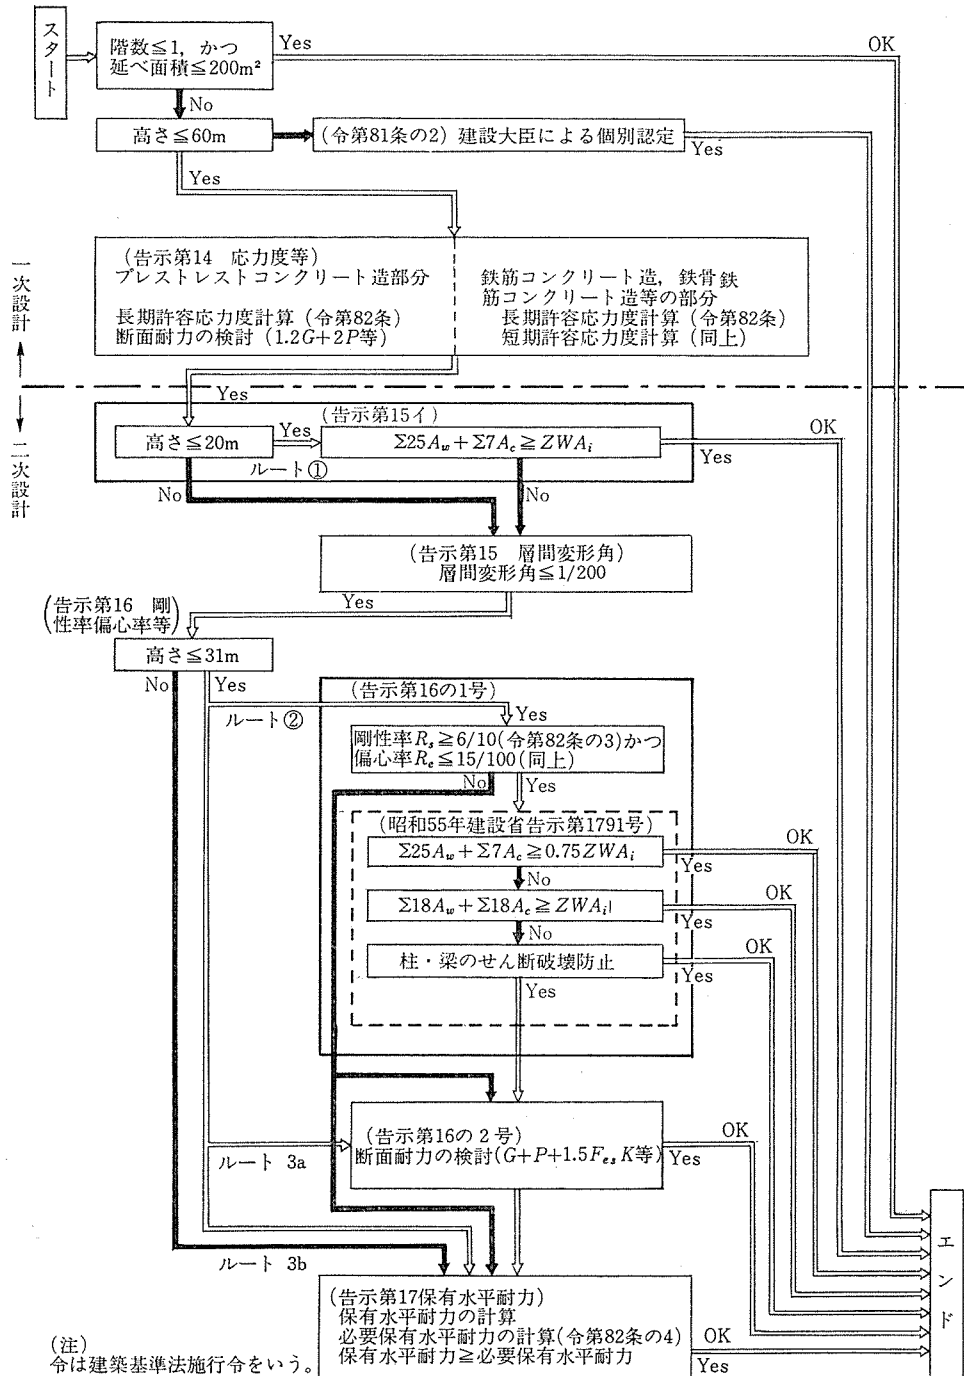 スタート
階数≦1，かつ
延べ面積≦200m²
Yes
OK
No
高さ≦60m
(令第81条の2) 建設大臣による個別認定
Yes
Yes
(告示第14 応力度等)
プレストレストコンクリート造部分
長期許容応力度計算 (令第82条)
断面耐力の検討 (1.2G+2P等)
鉄筋コンクリート造，鉄骨鉄
筋コンクリート造等の部分
長期許容応力度計算 (令第82条)
短期許容応力度計算 (同上)
一次設計
二次設計
Yes
(告示第15イ)
高さ≦20m
Yes
Σ25Aw+Σ7Ac≧ZWAi
OK
Yes
ルート①
No
No
(告示第15 層間変形角)
層間変形角≦1/200
Yes
(告示第16 剛
性率偏心率等)
高さ≦31m
No
Yes
ルート②
(告示第16の1号)
Yes
剛性率Rs≧6/10(令第82条の3)かつ
偏心率Re≦15/100(同上)
No
Yes
(昭和55年建設省告示第1791号)
Σ25Aw+Σ7Ac≧0.75ZWAi
OK
Yes
No
Σ18Aw+Σ18Ac≧ZWAi
OK
Yes
No
柱・梁のせん断破壊防止
OK
Yes
Yes
(告示第16の2号)
断面耐力の検討(G+P+1.5FesK等)
OK
Yes
ルート 3a
ルート 3b
(告示第17保有水平耐力)
保有水平耐力の計算
必要保有水平耐力の計算(令第82条の4)
保有水平耐力≧必要保有水平耐力
OK
Yes
エンド
(注)
令は建築基準法施行令をいう。